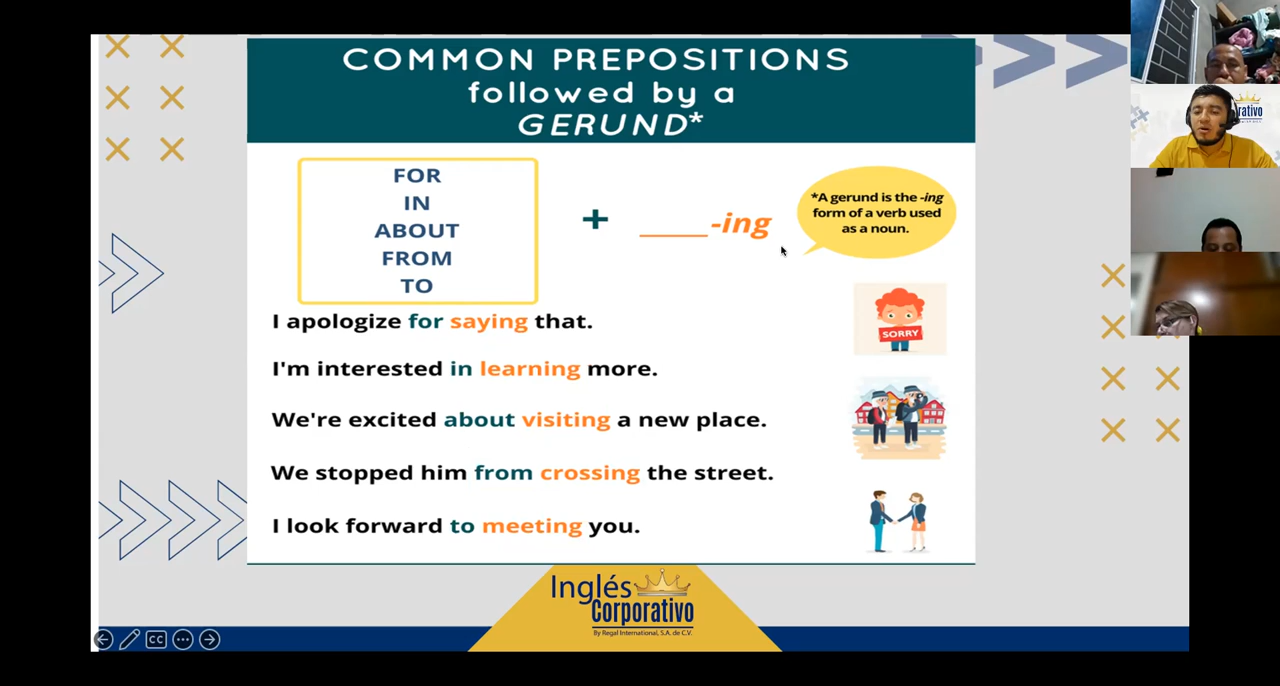 COMMON PREPOSITIONS
followed by a
GERUND*
FOR
IN
ABOUT
FROM
TO
+ _____-ing
*A gerund is the -ing
form of a verb used
as a noun.
I apologize for saying that.
SORRY
I'm interested in learning more.
We're excited about visiting a new place.
We stopped him from crossing the street.
I look forward to meeting you.
Inglés
Corporativo
By Regal International, S.A. de C.V.
CC
orativo